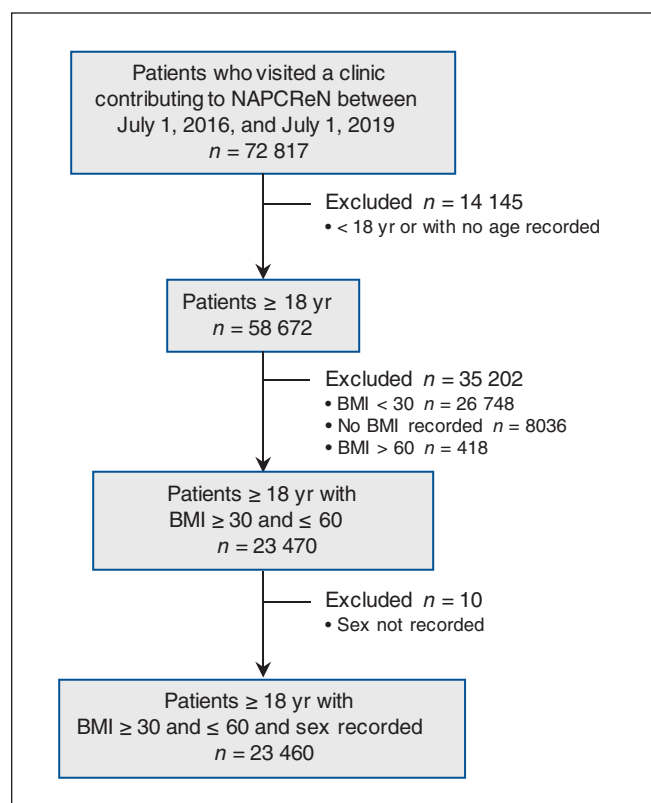 Patients who visited a clinic
contributing to NAPCReN between
July 1, 2016, and July 1, 2019
n = 72 817
Excluded n = 14 145
• < 18 yr or with no age recorded
Patients ≥ 18 yr
n = 58 672
Excluded n = 35 202
• BMI < 30 n = 26 748
• No BMI recorded n = 8036
• BMI > 60 n = 418
Patients ≥ 18 yr with
BMI ≥ 30 and ≤ 60
n = 23 470
Excluded n = 10
• Sex not recorded
Patients ≥ 18 yr with
BMI ≥ 30 and ≤ 60 and sex recorded
n = 23 460